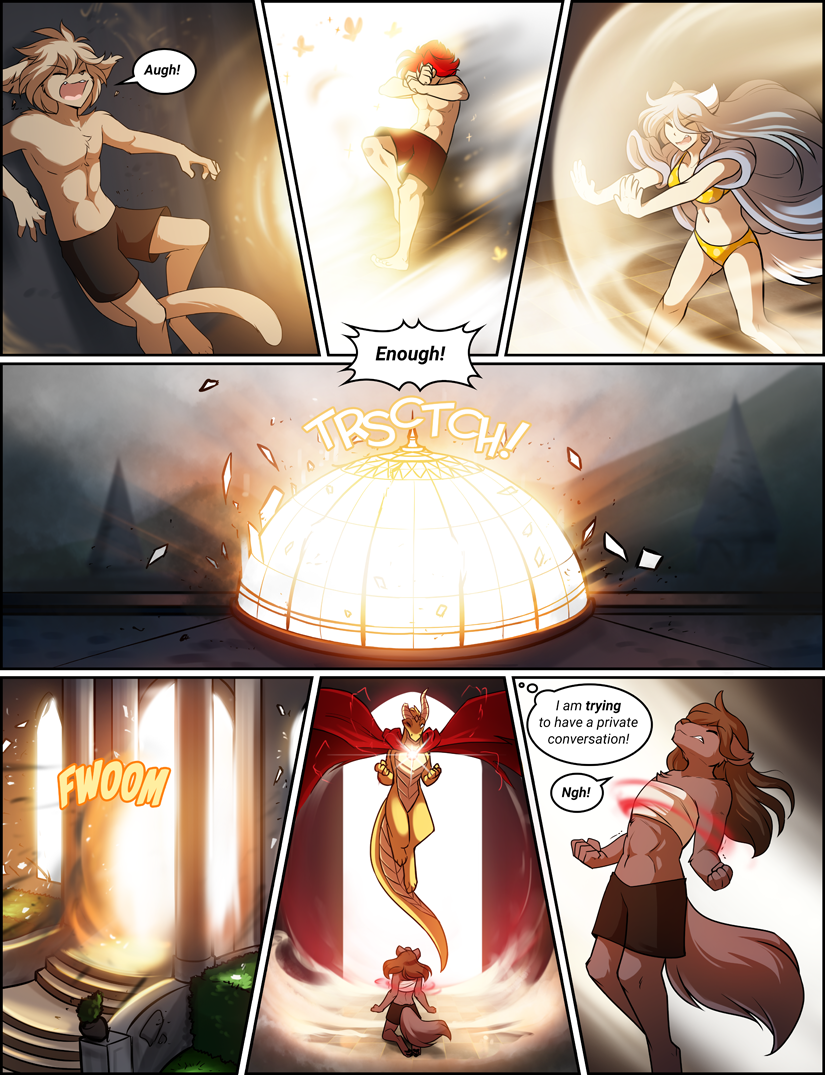 Augh!
Enough!
TRSCTCH!
FWOOM
I am trying
to have a private
conversation!
Ngh!